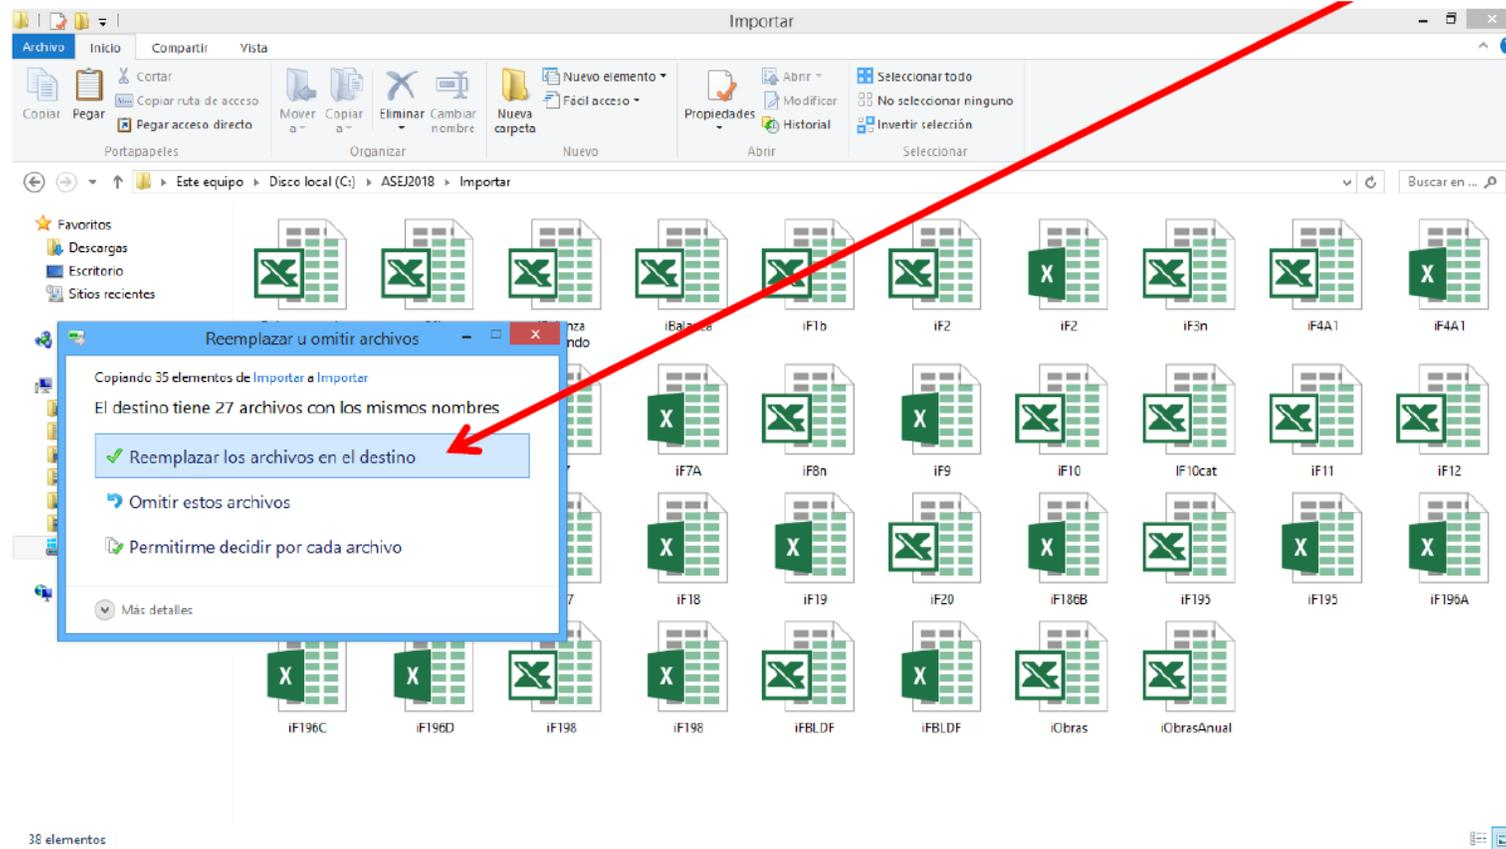 Importar
Archivo Inicio Compartir Vista
Copiar
Pegar
Cortar
Copiar ruta de acceso
Pegar acceso directo
Portapapeles
Mover a
Copiar a
Eliminar
Cambiar nombre
Organizar
Nueva carpeta
Nuevo elemento
Fácil acceso
Nuevo
Propiedades
Abrir
Modificar
Historial
Abrir
Seleccionar todo
No seleccionar ninguno
Invertir selección
Seleccionar
Este equipo Disco local (C:) ASEJ2018 Importar
Buscar en ...
Favoritos
Descargas
Escritorio
Sitios recientes
iF1b iF2 iF2 iF3n iF4A1 iF4A1
Reemplazar u omitir archivos
Copiando 35 elementos de Importar a Importar
El destino tiene 27 archivos con los mismos nombres
Reemplazar los archivos en el destino
Omitir estos archivos
Permitirme decidir por cada archivo
Más detalles
iF7A iF8n iF9 iF10 iF10cat iF11 iF12
iF18 iF19 iF20 iF186B iF195 iF195 iF196A
iF196C iF196D iF198 iF198 iFBLDF iFBLDF iObras iObrasAnual
38 elementos